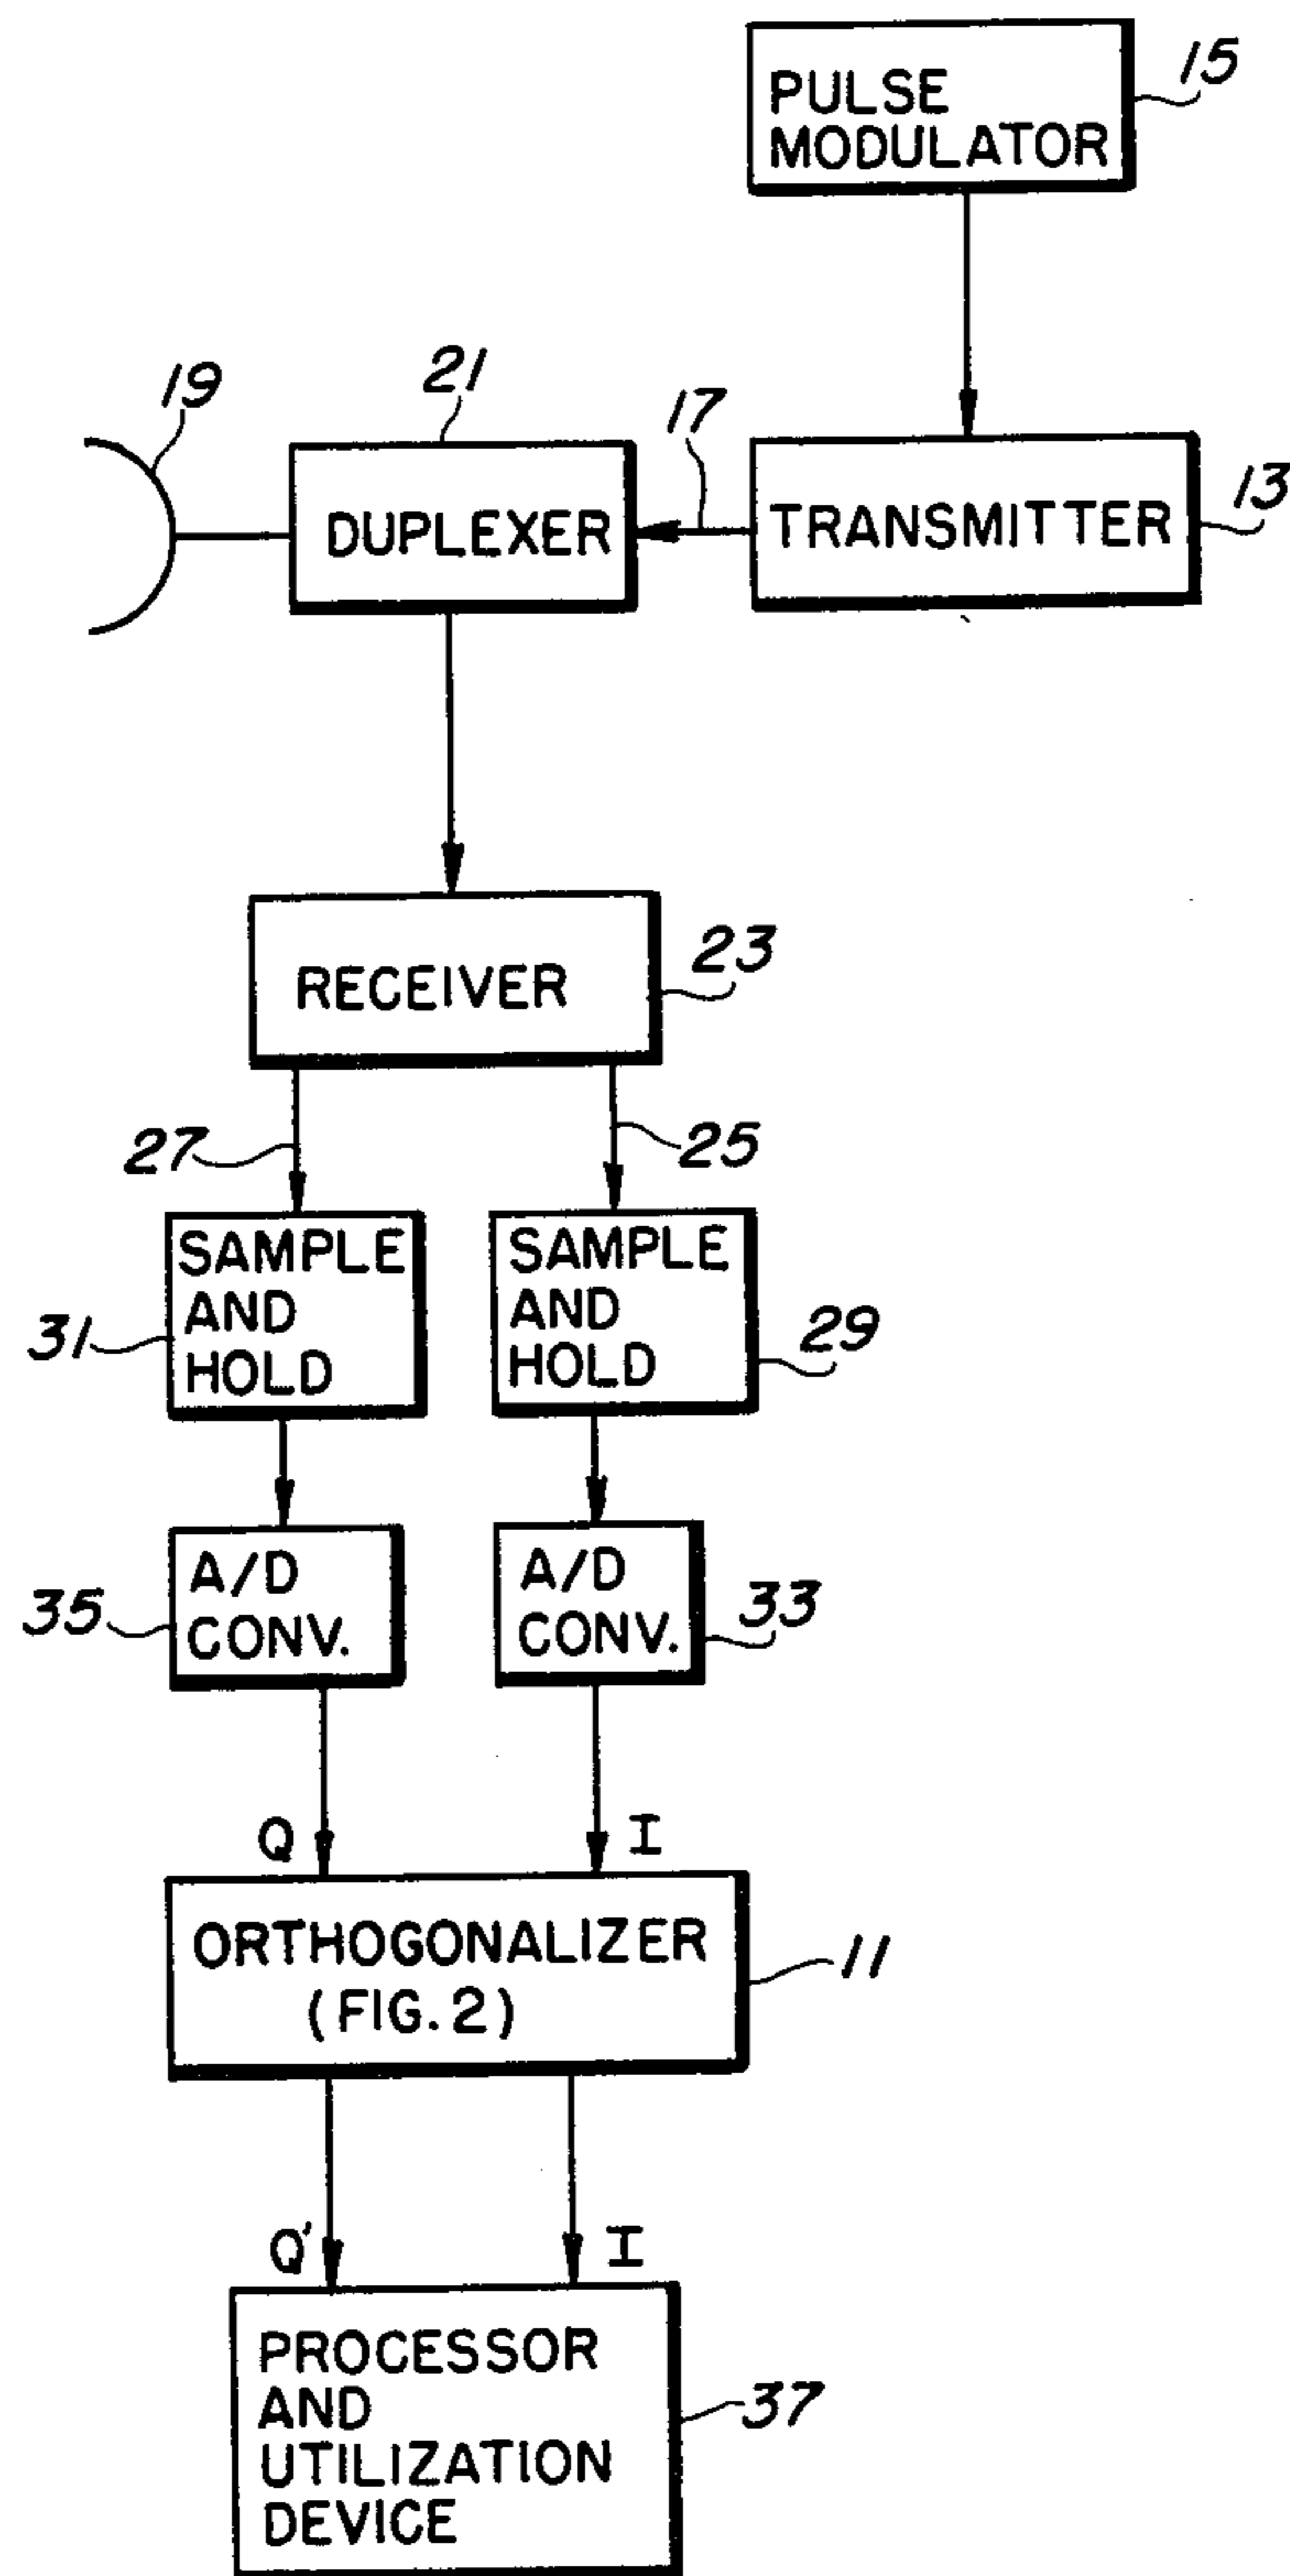 PULSE
MODULATOR
15
19
21
17
DUPLEXER
TRANSMITTER
13
RECEIVER
23
27
25
SAMPLE
AND
HOLD
31
SAMPLE
AND
HOLD
29
A/D
CONV.
35
A/D
CONV.
33
Q
I
ORTHOGONALIZER
(FIG. 2)
11
Q'
I
PROCESSOR
AND
UTILIZATION
DEVICE
37